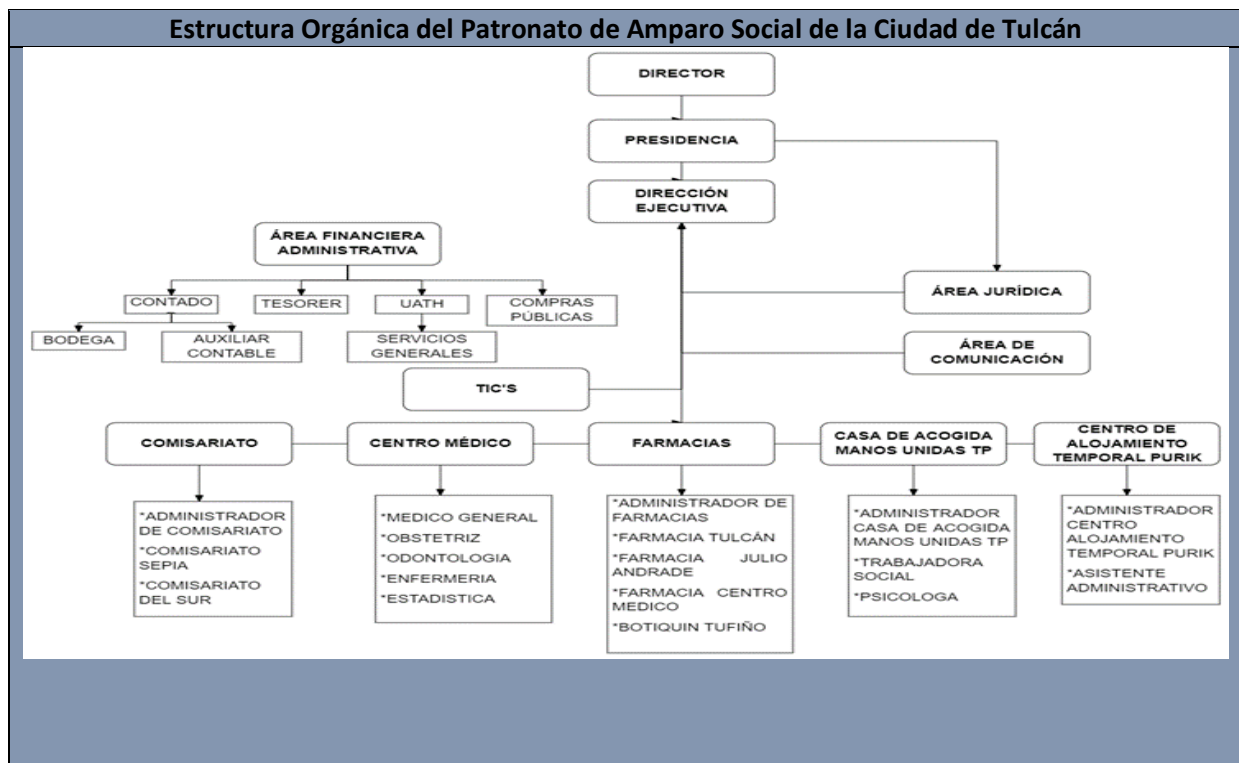 Estructura Orgánica del Patronato de Amparo Social de la Ciudad de Tulcán
DIRECTOR
PRESIDENCIA
DIRECCIÓN
EJECUTIVA
ÁREA FINANCIERA
ADMINISTRATIVA
CONTADO
TESORER
UATH
COMPRAS
PÚBLICAS
BODEGA
AUXILIAR
CONTABLE
SERVICIOS
GENERALES
ÁREA JURÍDICA
ÁREA DE
COMUNICACIÓN
TIC'S
COMISARIATO
CENTRO MÉDICO
FARMACIAS
CASA DE ACOGIDA
MANOS UNIDAS TP
CENTRO DE
ALOJAMIENTO
TEMPORAL PURIK
*ADMINISTRADOR
DE COMISARIATO
*COMISARIATO
SEPIA
*COMISARIATO
DEL SUR
*MEDICO GENERAL
*OBSTETRIZ
*ODONTOLOGIA
*ENFERMERIA
*ESTADISTICA
*ADMINISTRADOR DE
FARMACIAS
*FARMACIA TULCÁN
*FARMACIA JULIO
ANDRADE
*FARMACIA CENTRO
MEDICO
*BOTIQUIN TUFIÑO
*ADMINISTRADOR
CASA DE ACOGIDA
MANOS UNIDAS TP
*TRABAJADORA
SOCIAL
*PSICOLOGA
*ADMINISTRADOR
CENTRO
ALOJAMIENTO
TEMPORAL PURIK
*ASISTENTE
ADMINISTRATIVO